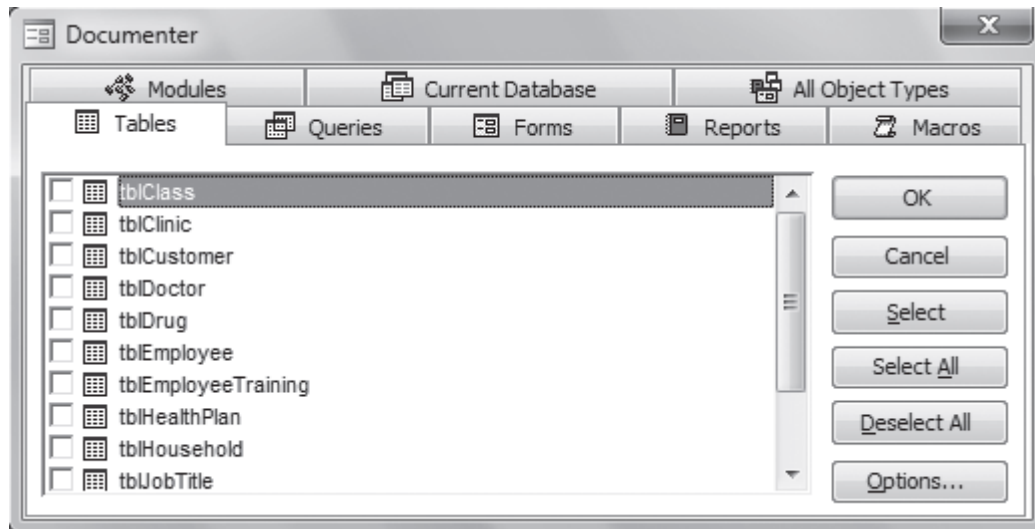 Documenter
X
Modules Current Database All Object Types
Tables Queries Forms Reports Macros
tblClass
tblClinic
tblCustomer
tblDoctor
tblDrug
tblEmployee
tblEmployeeTraining
tblHealthPlan
tblHousehold
tblJobTitle
OK
Cancel
Select
Select All
Deselect All
Options...